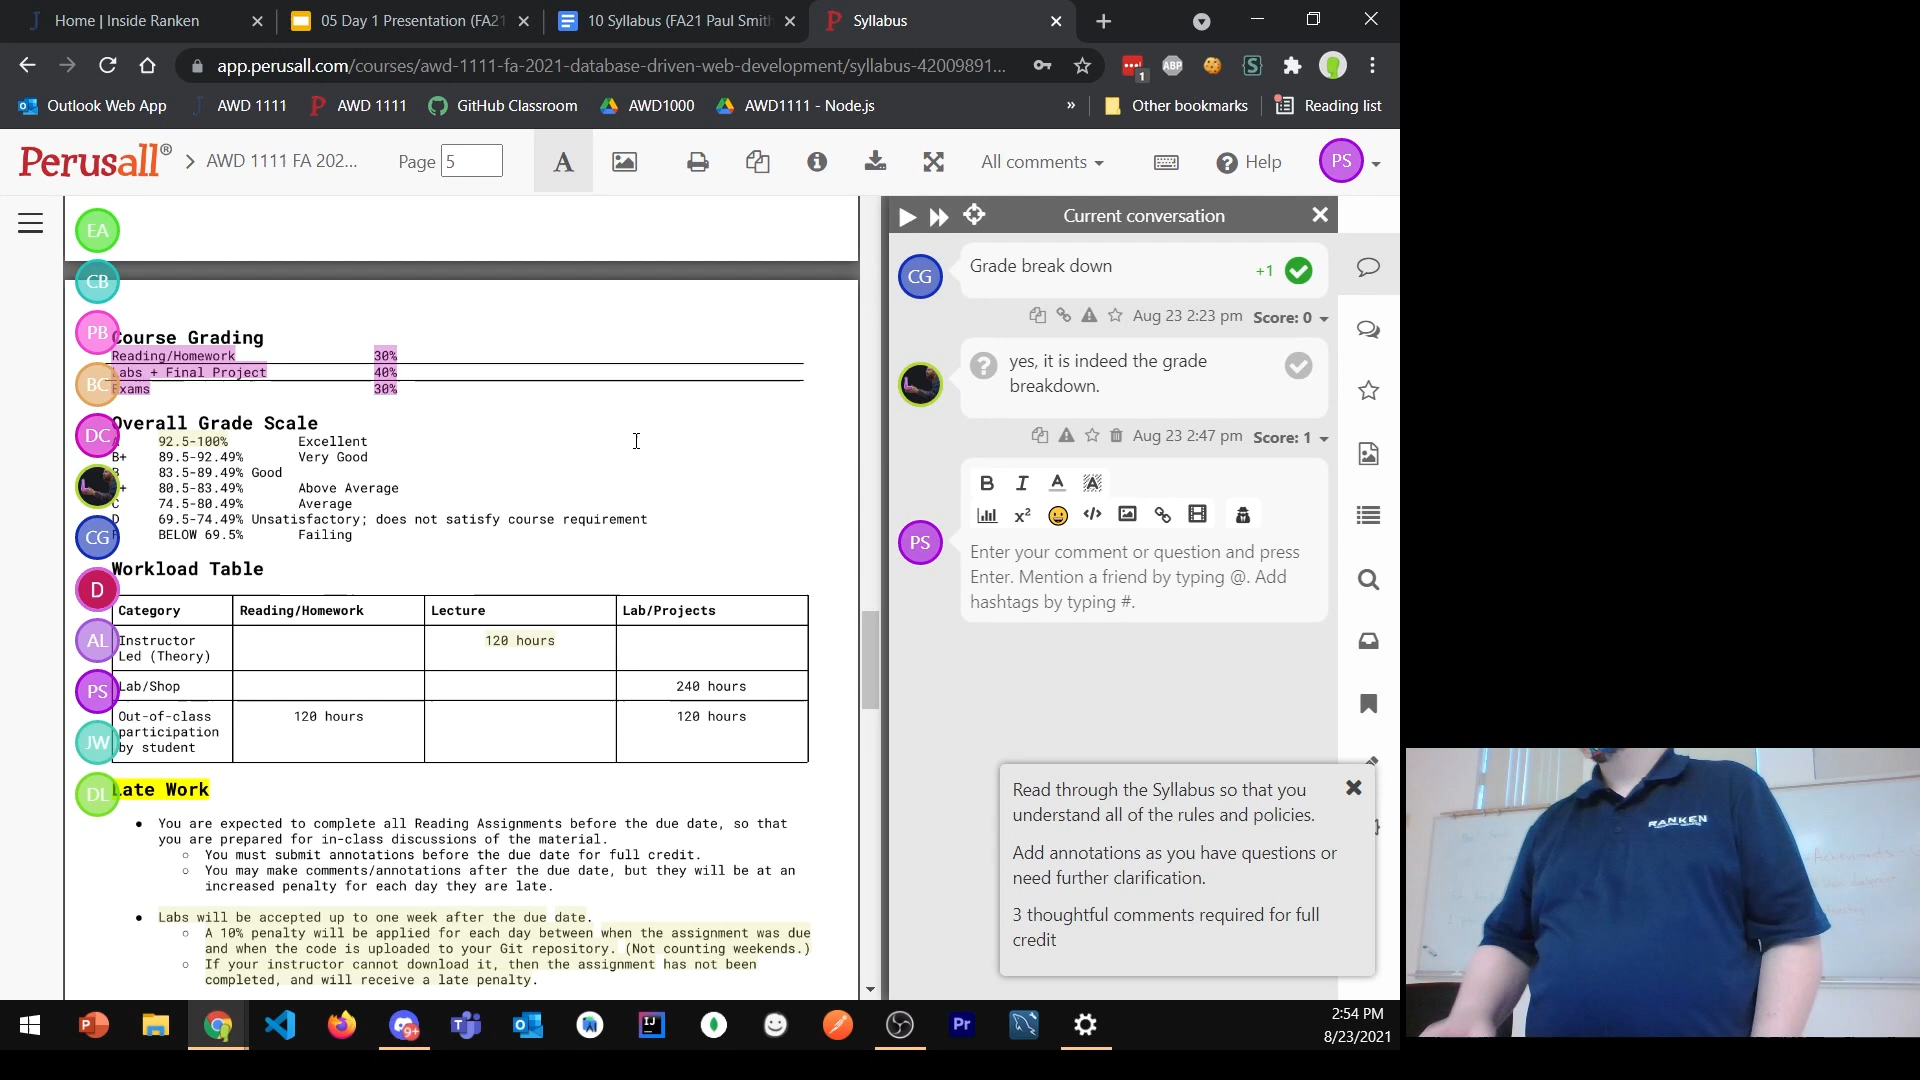 Home | Inside Ranken
05 Day 1 Presentation (FA21
10 Syllabus (FA21 Paul Smith
Syllabus
app.perusall.com/courses/awd-1111-fa-2021-database-driven-web-development/syllabus-42009891...
Outlook Web App
AWD 1111
AWD 1111
GitHub Classroom
AWD1000
AWD1111 - Node.js
»
Other bookmarks
Reading list
Perusall®
AWD 1111 FA 202...
Page 5
All comments
Help
PS
EA
CB
PB
BC
DC
CG
D
AL
PS
JW
DL
Course Grading
Reading/Homework 30%
Labs + Final Project 40%
Exams 30%
Overall Grade Scale
92.5-100% Excellent
B+ 89.5-92.49% Very Good
83.5-89.49% Good
+ 80.5-83.49% Above Average
C 74.5-80.49% Average
D 69.5-74.49% Unsatisfactory; does not satisfy course requirement
BELOW 69.5% Failing
Workload Table
Category Reading/Homework Lecture Lab/Projects
Instructor
Led (Theory)
120 hours
Lab/Shop 240 hours
Out-of-class
participation
by student
120 hours 120 hours
Late Work
You are expected to complete all Reading Assignments before the due date, so that
you are prepared for in-class discussions of the material.
You must submit annotations before the due date for full credit.
You may make comments/annotations after the due date, but they will be at an
increased penalty for each day they are late.
Labs will be accepted up to one week after the due date.
A 10% penalty will be applied for each day between when the assignment was due
and when the code is uploaded to your Git repository. (Not counting weekends.)
If your instructor cannot download it, then the assignment has not been
completed, and will receive a late penalty.
Current conversation
CG
Grade break down
+1
Aug 23 2:23 pm Score: 0
yes, it is indeed the grade
breakdown.
Aug 23 2:47 pm Score: 1
PS
Enter your comment or question and press
Enter. Mention a friend by typing @. Add
hashtags by typing #.
Read through the Syllabus so that you
understand all of the rules and policies.
Add annotations as you have questions or
need further clarification.
3 thoughtful comments required for full
credit
2:54 PM
8/23/2021
RANKEN